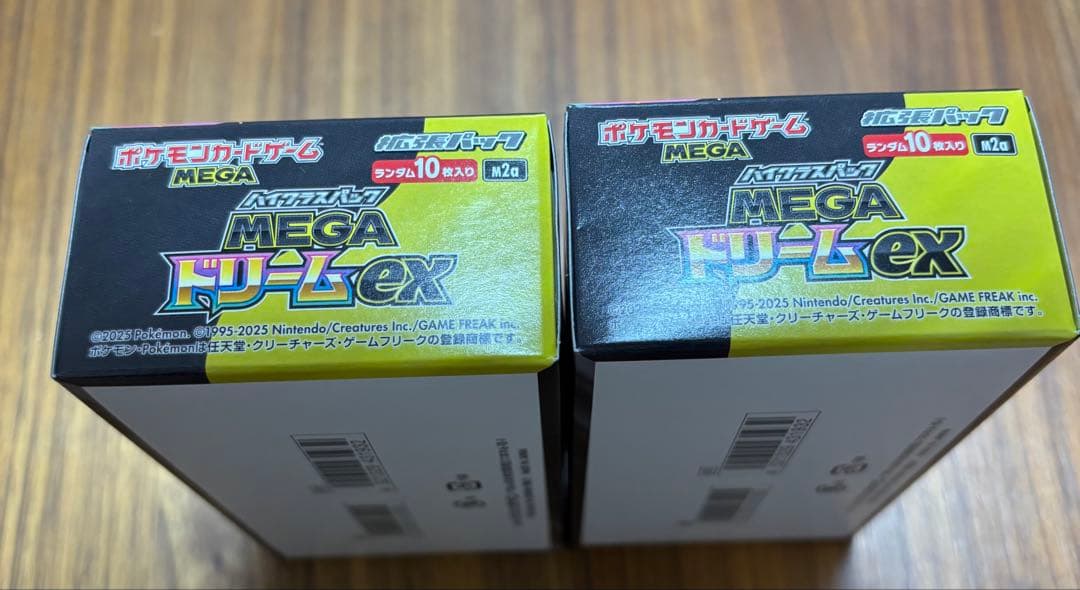 ポケモンカードゲーム
MEGA
拡張パック
ランダム10枚入り M2a
ハイクラスパック
MEGA
ドリームex
©2025 Pokémon. ©1995-2025 Nintendo/Creatures Inc./GAME FREAK inc.
ポケモン・Pokémonは任天堂・クリーチャーズ・ゲームフリークの登録商標です。
ポケモンカードゲーム
MEGA
拡張パック
ランダム10枚入り M2a
ハイクラスパック
MEGA
ドリームex
1995-2025 Nintendo/Creatures Inc./GAME FREAK inc.
は任天堂・クリーチャーズ・ゲームフリークの登録商標です。